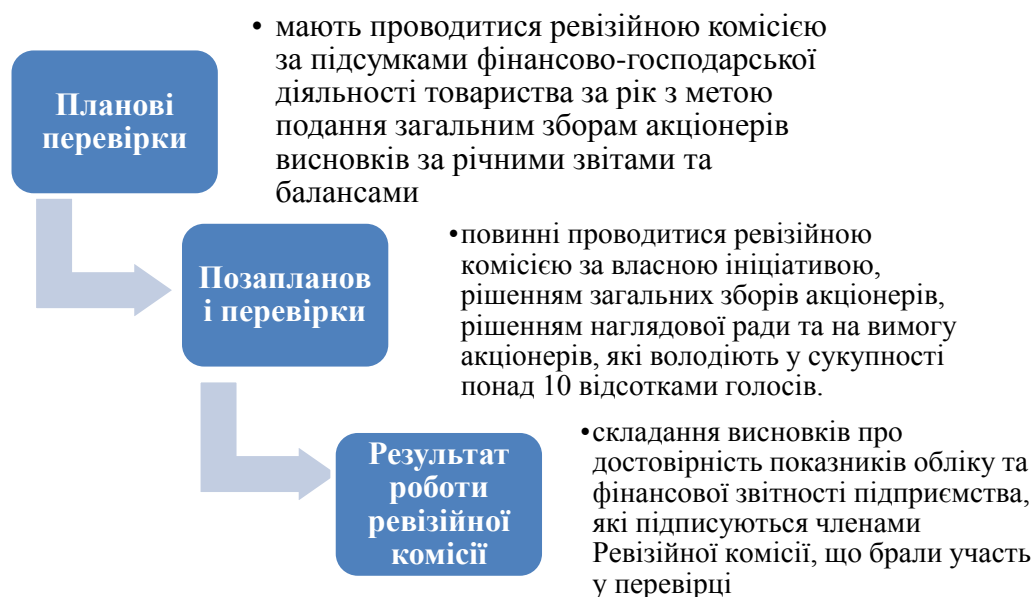 Планові
перевірки
• мають проводитися ревізійною комісією
за підсумками фінансово-господарської
діяльності товариства за рік з метою
подання загальним зборам акціонерів
висновків за річними звітами та
балансами
Позапланов
і перевірки
•повинні проводитися ревізійною
комісією за власною ініціативою,
рішенням загальних зборів акціонерів,
рішенням наглядової ради та на вимогу
акціонерів, які володіють у сукупності
понад 10 відсотками голосів.
Результат
роботи
ревізійної
комісії
•складання висновків про
достовірність показників обліку та
фінансової звітності підприємства,
які підписуються членами
Ревізійної комісії, що брали участь
у перевірці